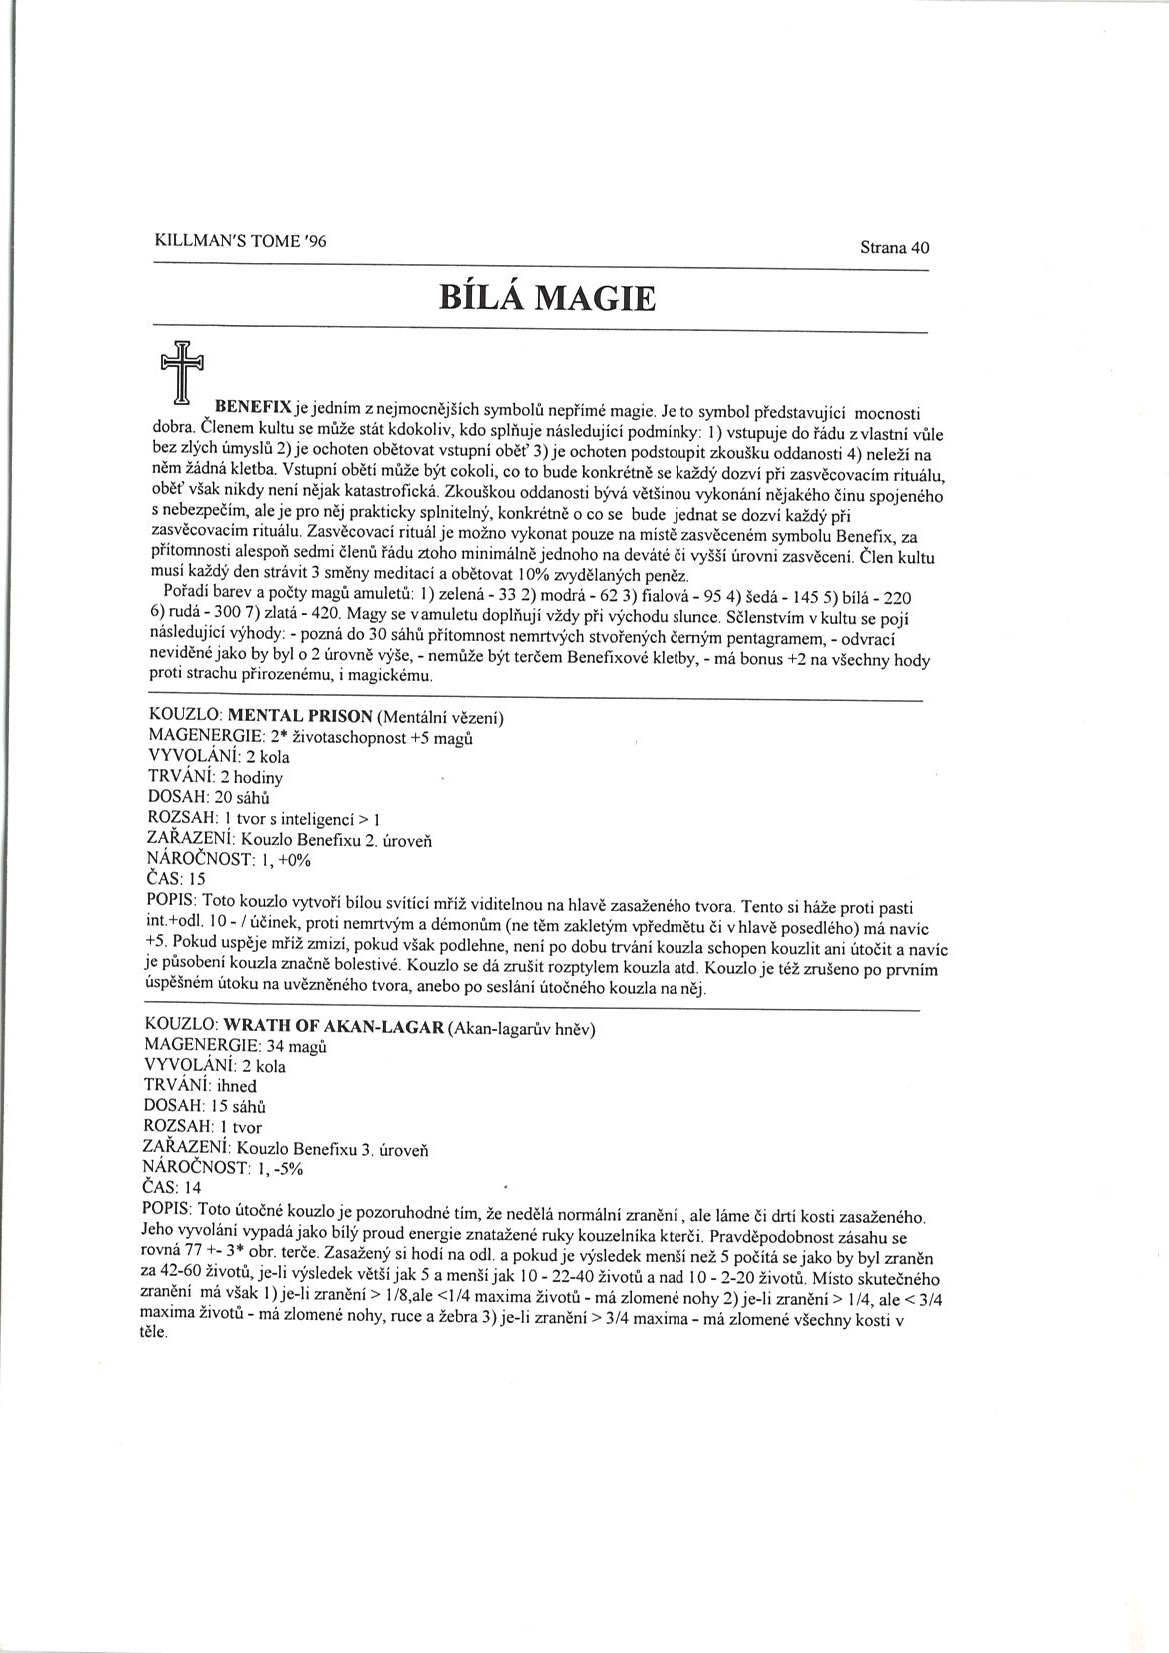 KILLMAN'S TOME '96
Strana 40
BÍLÁ MAGIE
BENEFIX je jedním z nejmocnějších symbolů nepřímé magie. Je to symbol představující mocnosti
dobra. Členem kultu se může stát kdokoliv, kdo splňuje následující podmínky: 1) vstupuje do řádu z vlastní vůle
bez zlých úmyslů 2) je ochoten obětovat vstupní oběť 3) je ochoten podstoupit zkoušku oddanosti 4) neleží na
něm žádná kletba. Vstupní obětí může být cokoli, co to bude konkrétně se každý dozví při zasvěcovacím rituálu,
oběť však nikdy není nějak katastrofická. Zkouškou oddanosti bývá většinou vykonání nějakého činu spojeného
s nebezpečím, ale je pro něj prakticky splnitelný, konkrétně o co se bude jednat se dozví každý při
zasvěcovacím rituálu. Zasvěcovací rituál je možno vykonat pouze na místě zasvěceném symbolu Benefix, za
přítomnosti alespoň sedmi členů řádu ztoho minimálně jednoho na deváté či vyšší úrovni zasvěcení. Člen kultu
musí každý den strávit 3 směny meditací a obětovat 10% zvydělaných peněz.
Pořadí barev a počty magů amuletů: 1) zelená - 33 2) modrá - 62 3) fialová - 95 4) šedá - 145 5) bílá - 220
6) rudá - 300 7) zlatá - 420. Magy se v amuletu doplňují vždy při východu slunce. Sčlenstvím v kultu se pojí
následující výhody: - pozná do 30 sáhů přítomnost nemrtvých stvořených černým pentagramem, - odvrací
neviděné jako by byl o 2 úrovně výše, - nemůže být terčem Benefixové kletby, - má bonus +2 na všechny hody
proti strachu přirozenému, i magickému.
KOUZLO: MENTAL PRISON (Mentální vězení)
MAGENERGIE: 2* životaschopnost +5 magů
VYVOLÁNÍ: 2 kola
TRVÁNÍ: 2 hodiny
DOSAH: 20 sáhů
ROZSAH: 1 tvor s inteligencí > 1
ZAŘAZENÍ: Kouzlo Benefixu 2. úroveň
NÁROČNOST: 1, +0%
ČAS: 15
POPIS: Toto kouzlo vytvoří bílou svítící mříž viditelnou na hlavě zasaženého tvora. Tento si háže proti pasti
int.+odl. 10 - / účinek, proti nemrtvým a démonům (ne těm zakletým vpředmětu či v hlavě posedlého) má navíc
+5. Pokud uspěje mříž zmizí, pokud však podlehne, není po dobu trvání kouzla schopen kouzlit ani útočit a navíc
je působení kouzla značně bolestivé. Kouzlo se dá zrušit rozptylem kouzla atd. Kouzlo je též zrušeno po prvním
úspěšném útoku na uvězněného tvora, anebo po seslání útočného kouzla na něj.
KOUZLO: WRATH OF AKAN-LAGAR (Akan-lagarův hněv)
MAGENERGIE: 34 magů
VYVOLÁNÍ: 2 kola
TRVÁNÍ: ihned
DOSAH: 15 sáhů
ROZSAH: 1 tvor
ZAŘAZENÍ: Kouzlo Benefixu 3. úroveň
NÁROČNOST: 1, -5%
ČAS: 14
POPIS: Toto útočné kouzlo je pozoruhodné tím, že nedělá normální zranění, ale láme či drtí kosti zasaženého.
Jeho vyvolání vypadá jako bílý proud energie znatažené ruky kouzelníka kterči. Pravděpodobnost zásahu se
rovná 77 +- 3* obr. terče. Zasažený si hodí na odl. a pokud je výsledek menší než 5 počítá se jako by byl zraněn
za 42-60 životů, je-li výsledek větší jak 5 a menší jak 10 - 22-40 životů a nad 10 - 2-20 životů. Místo skutečného
zranění má však 1) je-li zranění > 1/8,ale <1/4 maxima životů - má zlomené nohy 2) je-li zranění > 1/4, ale < 3/4
maxima životů - má zlomené nohy, ruce a žebra 3) je-li zranění > 3/4 maxima - má zlomené všechny kosti v
těle.